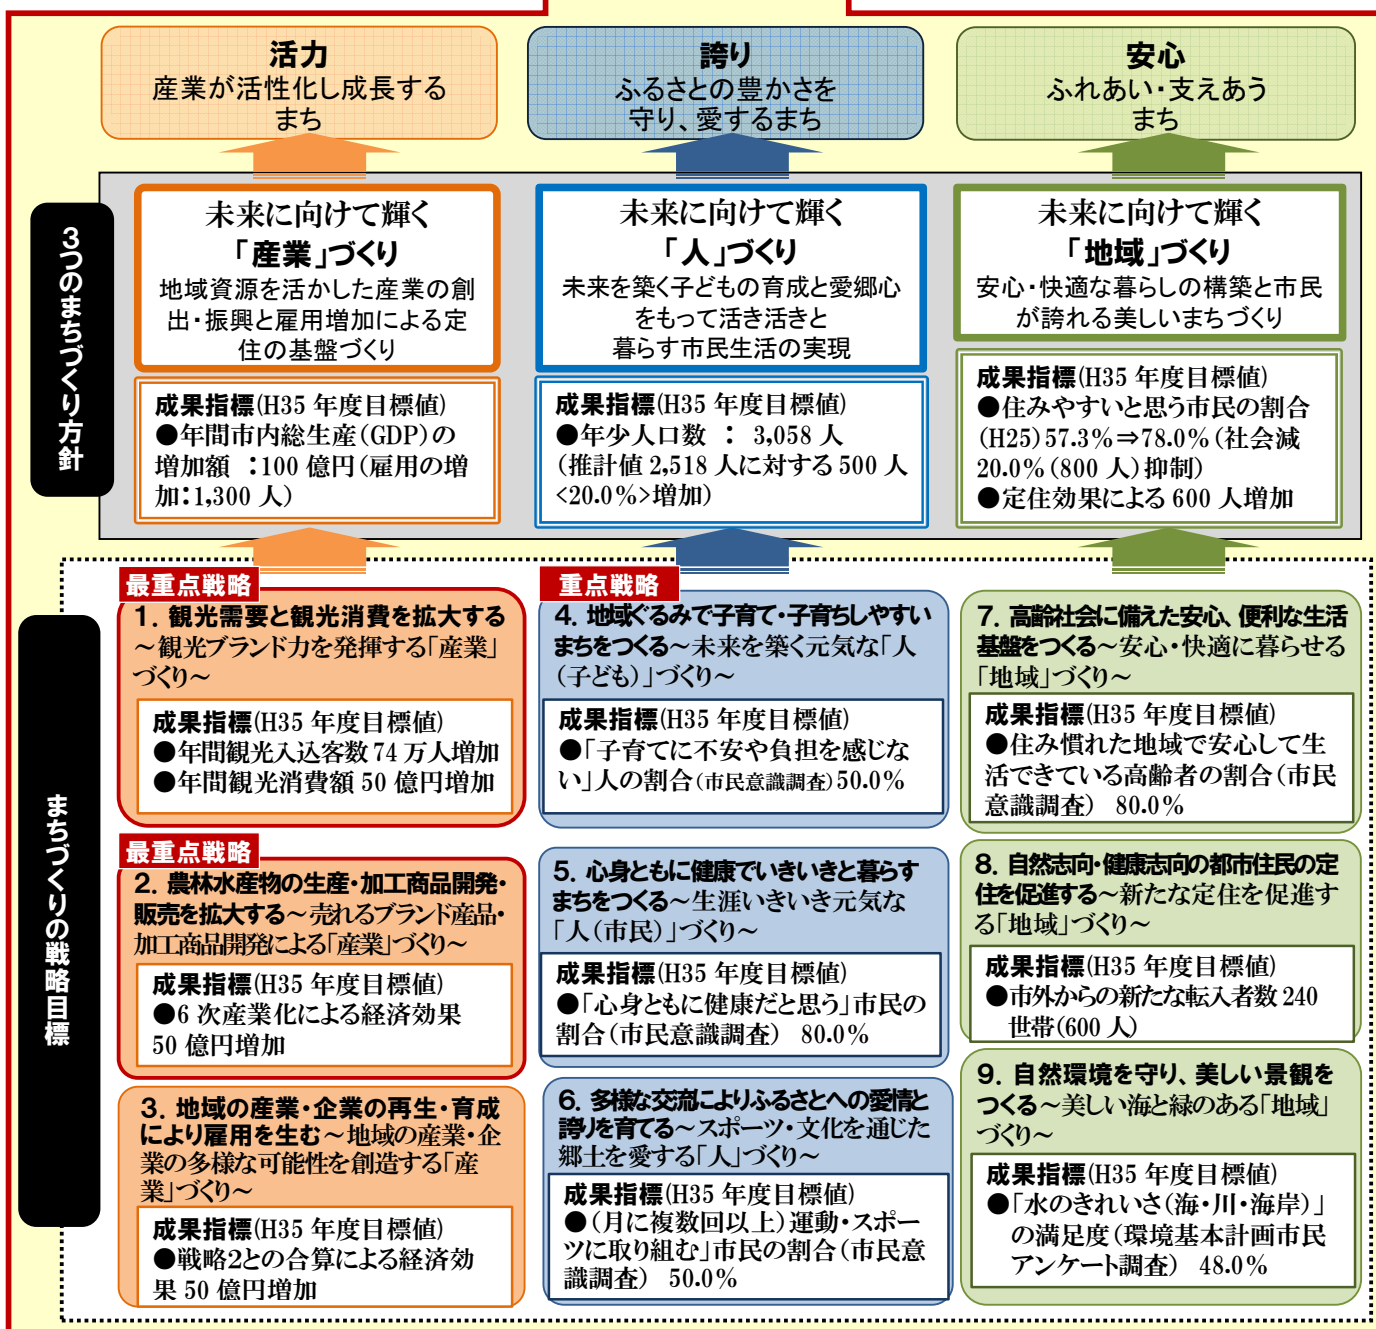 活力
産業が活性化し成長する
まち
誇り
ふるさとの豊かさを
守り、愛するまち
安心
ふれあい・支えあう
まち
3つのまちづくり方針
未来に向けて輝く
「産業」づくり
地域資源を活かした産業の創
出・振興と雇用増加による定
住の基盤づくり
成果指標(H35 年度目標値)
●年間市内総生産(GDP)の
増加額 :100 億円(雇用の増
加:1,300 人)
未来に向けて輝く
「人」づくり
未来を築く子どもの育成と愛郷心
をもって活き活きと
暮らす市民生活の実現
成果指標(H35 年度目標値)
●年少人口数 : 3,058 人
(推計値 2,518 人に対する 500 人
<20.0%>増加)
未来に向けて輝く
「地域」づくり
安心・快適な暮らしの構築と市民
が誇れる美しいまちづくり
成果指標(H35 年度目標値)
●住みやすいと思う市民の割合
(H25)57.3%⇒78.0%(社会減
20.0%(800 人)抑制)
●定住効果による 600 人増加
まちづくりの戦略目標
最重点戦略
1. 観光需要と観光消費を拡大する
～観光ブランド力を発揮する「産業」
づくり～
成果指標(H35 年度目標値)
●年間観光入込客数 74 万人増加
●年間観光消費額 50 億円増加
最重点戦略
2. 農林水産物の生産・加工商品開発・
販売を拡大する～売れるブランド産品・
加工商品開発による「産業」づくり～
成果指標(H35 年度目標値)
●6 次産業化による経済効果
50 億円増加
3. 地域の産業・企業の再生・育成
により雇用を生む～地域の産業・企
業の多様な可能性を創造する「産
業」づくり～
成果指標(H35 年度目標値)
●戦略2との合算による経済効
果 50 億円増加
重点戦略
4. 地域ぐるみで子育て・子育ちしやすい
まちをつくる～未来を築く元気な「人
(子ども)」づくり～
成果指標(H35 年度目標値)
●「子育てに不安や負担を感じな
い」人の割合(市民意識調査)50.0%
5. 心身ともに健康でいきいきと暮らす
まちをつくる～生涯いきいき元気な
「人(市民)」づくり～
成果指標(H35 年度目標値)
●「心身ともに健康だと思う」市民の
割合(市民意識調査) 80.0%
6. 多様な交流によりふるさとへの愛情と
誇りを育てる～スポーツ・文化を通じた
郷土を愛する「人」づくり～
成果指標(H35 年度目標値)
●(月に複数回以上)運動・スポー
ツに取り組む」市民の割合(市民意
識調査) 50.0%
7. 高齢社会に備えた安心、便利な生活
基盤をつくる～安心・快適に暮らせる
「地域」づくり～
成果指標(H35 年度目標値)
●住み慣れた地域で安心して生
活できている高齢者の割合(市民
意識調査) 80.0%
8. 自然志向・健康志向の都市住民の定
住を促進する～新たな定住を促進す
る「地域」づくり～
成果指標(H35 年度目標値)
●市外からの新たな転入者数 240
世帯(600 人)
9. 自然環境を守り、美しい景観を
つくる～美しい海と緑のある「地域」
づくり～
成果指標(H35 年度目標値)
●「水のきれいさ(海・川・海岸)」
の満足度(環境基本計画市民
アンケート調査) 48.0%